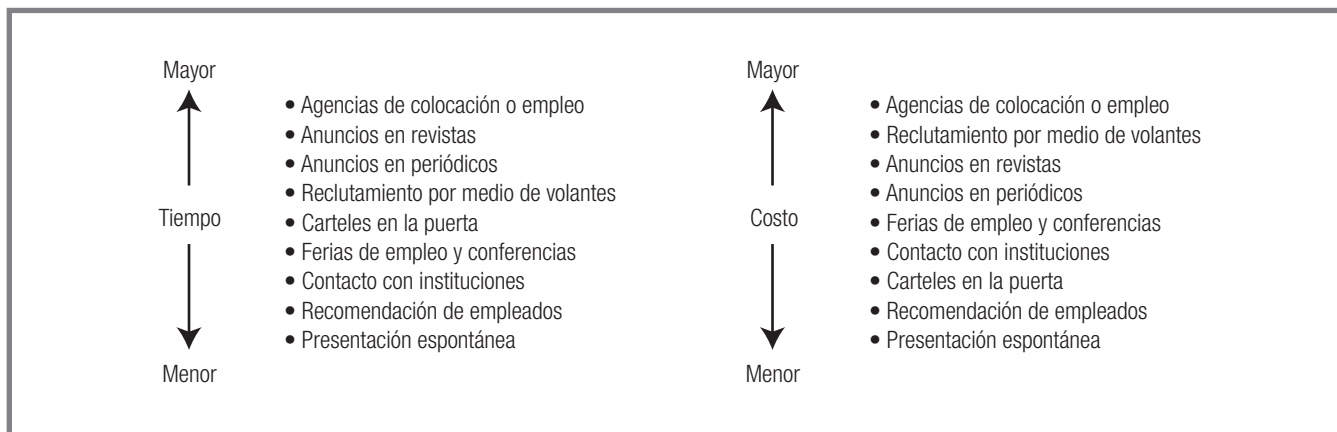 Mayor
Tiempo
Menor
• Agencias de colocación o empleo
• Anuncios en revistas
• Anuncios en periódicos
• Reclutamiento por medio de volantes
• Carteles en la puerta
• Ferias de empleo y conferencias
• Contacto con instituciones
• Recomendación de empleados
• Presentación espontánea
Mayor
Costo
Menor
• Agencias de colocación o empleo
• Reclutamiento por medio de volantes
• Anuncios en revistas
• Anuncios en periódicos
• Ferias de empleo y conferencias
• Contacto con instituciones
• Carteles en la puerta
• Recomendación de empleados
• Presentación espontánea